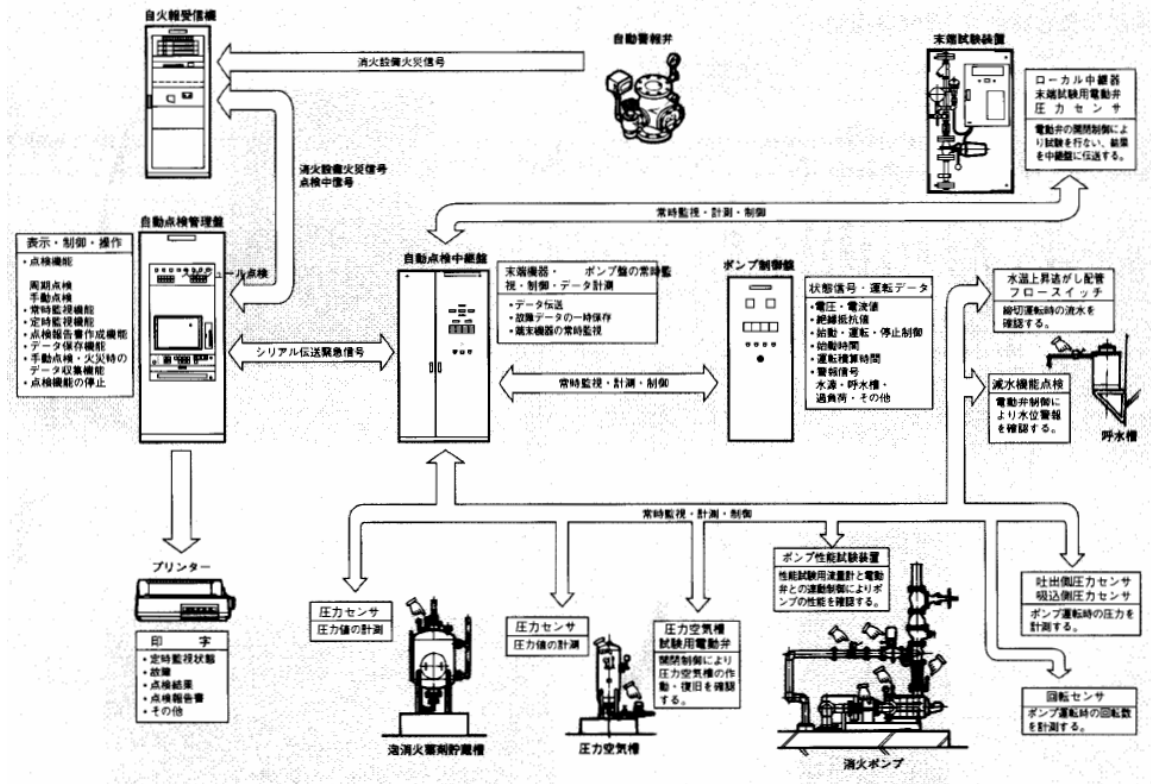 自火報受信機
消火設備火災信号
自動警報弁
末端試験装置
ローカル中継器
末端試験用電動弁
圧力センサ
電動弁の開閉制御によ
り試験を行ない、結果
を中継盤に伝送する。
消火設備火災信号
点検中信号
常時監視・計測・制御
自動点検管理盤
表示・制御・操作
・点検機能
ュール点検
周期点検
手動点検
・常時監視機能
・定時監視機能
・点検報告書作成機能
・データ保存機能
・手動点検・火災時の
データ収集機能
・点検機能の停止
シリアル伝送緊急信号
自動点検中継盤
末端機器・ ポンプ盤の常時監
視・制御・データ計測
・データ伝送
・故障データの一時保存
・端末機器の常時監視
常時監視・計測・制御
ポンプ制御盤
状態信号・運転データ
・電圧・電流値
・絶縁抵抗値
・始動・運転・停止制御
・始動時間
・運転積算時間
・警報信号
水源・呼水槽・
過負荷・その他
水温上昇逃がし配管
フロースイッチ
締切運転時の流水を
確認する。
減水機能点検
電動弁制御に
より水位警報
を確認する。
呼水槽
常時監視・計測・制御
プリンター
印字
・定時監視状態
・故障
・点検結果
・点検報告書
・その他
圧力センサ
圧力値の計測
泡消火薬剤貯蔵槽
圧力センサ
圧力値の計測
圧力空気槽
圧力空気槽
試験用電動弁
開閉制御により
圧力空気槽の作
動・復旧を確認
する。
ポンプ性能試験装置
性能試験用流量計と電動
弁との連動制御によりポ
ンプの性能を確認する。
消火ポンプ
吐出側圧力センサ
吸込側圧力センサ
ポンプ運転時の圧力を
計測する。
回転センサ
ポンプ運転時の回転数
を計測する。